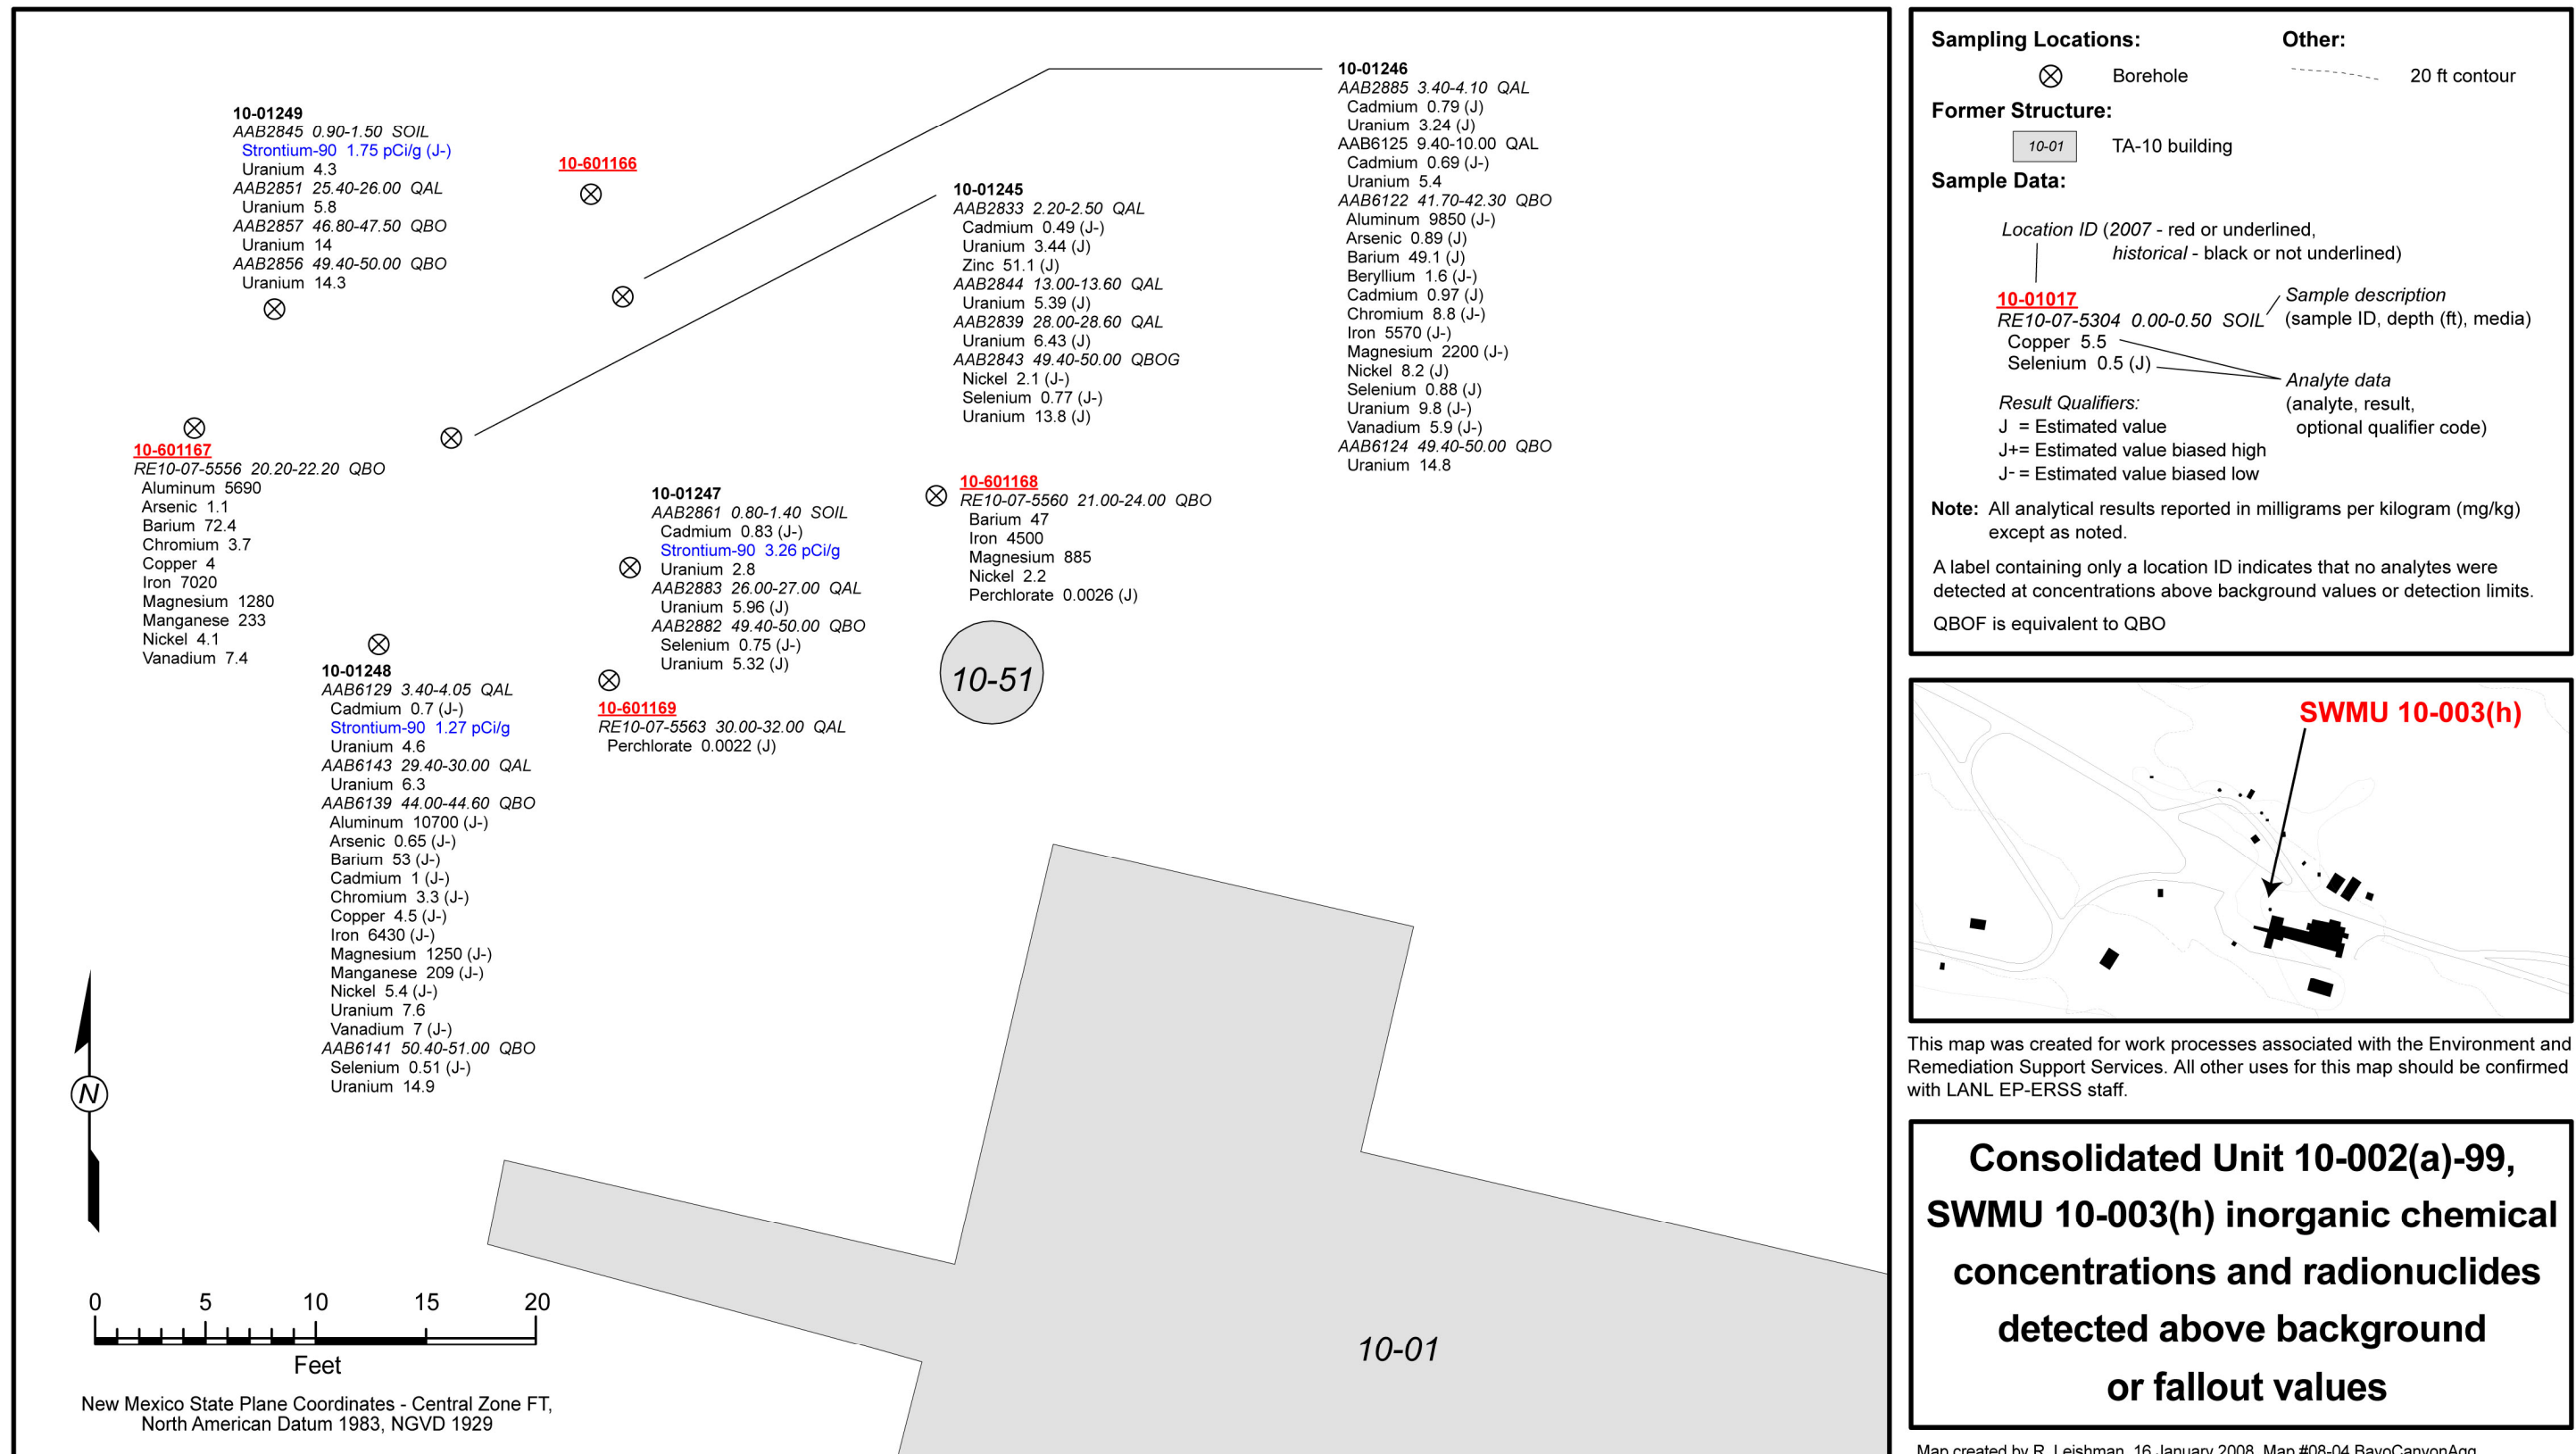 10-01249
AAB2845 0.90-1.50 SOIL
Strontium-90 1.75 pCi/g (J-)
Uranium 4.3
AAB2851 25.40-26.00 QAL
Uranium 5.8
AAB2857 46.80-47.50 QBO
Uranium 14
AAB2856 49.40-50.00 QBO
Uranium 14.3
10-601166
10-01245
AAB2833 2.20-2.50 QAL
Cadmium 0.49 (J-)
Uranium 3.44 (J)
Zinc 51.1 (J)
AAB2844 13.00-13.60 QAL
Uranium 5.39 (J)
AAB2839 28.00-28.60 QAL
Uranium 6.43 (J)
AAB2843 49.40-50.00 QBOG
Nickel 2.1 (J-)
Selenium 0.77 (J-)
Uranium 13.8 (J)
10-01246
AAB2885 3.40-4.10 QAL
Cadmium 0.79 (J)
Uranium 3.24 (J)
AAB6125 9.40-10.00 QAL
Cadmium 0.69 (J-)
Uranium 5.4
AAB6122 41.70-42.30 QBO
Aluminum 9850 (J-)
Arsenic 0.89 (J)
Barium 49.1 (J)
Beryllium 1.6 (J-)
Cadmium 0.97 (J)
Chromium 8.8 (J-)
Iron 5570 (J-)
Magnesium 2200 (J-)
Nickel 8.2 (J)
Selenium 0.88 (J)
Uranium 9.8 (J-)
Vanadium 5.9 (J-)
AAB6124 49.40-50.00 QBO
Uranium 14.8
10-601167
RE10-07-5556 20.20-22.20 QBO
Aluminum 5690
Arsenic 1.1
Barium 72.4
Chromium 3.7
Copper 4
Iron 7020
Magnesium 1280
Manganese 233
Nickel 4.1
Vanadium 7.4
10-01247
AAB2861 0.80-1.40 SOIL
Cadmium 0.83 (J-)
Strontium-90 3.26 pCi/g
Uranium 2.8
AAB2883 26.00-27.00 QAL
Uranium 5.96 (J)
AAB2882 49.40-50.00 QBO
Selenium 0.75 (J-)
Uranium 5.32 (J)
10-601168
RE10-07-5560 21.00-24.00 QBO
Barium 47
Iron 4500
Magnesium 885
Nickel 2.2
Perchlorate 0.0026 (J)
10-51
10-01248
AAB6129 3.40-4.05 QAL
Cadmium 0.7 (J-)
Strontium-90 1.27 pCi/g
Uranium 4.6
AAB6143 29.40-30.00 QAL
Uranium 6.3
AAB6139 44.00-44.60 QBO
Aluminum 10700 (J-)
Arsenic 0.65 (J-)
Barium 53 (J-)
Cadmium 1 (J-)
Chromium 3.3 (J-)
Copper 4.5 (J-)
Iron 6430 (J-)
Magnesium 1250 (J-)
Manganese 209 (J-)
Nickel 5.4 (J-)
Uranium 7.6
Vanadium 7 (J-)
AAB6141 50.40-51.00 QBO
Selenium 0.51 (J-)
Uranium 14.9
10-601169
RE10-07-5563 30.00-32.00 QAL
Perchlorate 0.0022 (J)
N
0 5 10 15 20
Feet
New Mexico State Plane Coordinates - Central Zone FT,
North American Datum 1983, NGVD 1929
10-01
Sampling Locations: Other:
Borehole 20 ft contour
Former Structure:
10-01 TA-10 building
Sample Data:
Location ID (2007 - red or underlined,
historical - black or not underlined)
10-01017
Sample description
RE10-07-5304 0.00-0.50 SOIL (sample ID, depth (ft), media)
Copper 5.5
Selenium 0.5 (J)
Analyte data
(analyte, result,
optional qualifier code)
Result Qualifiers:
J = Estimated value
J+= Estimated value biased high
J- = Estimated value biased low
Note: All analytical results reported in milligrams per kilogram (mg/kg)
except as noted.
A label containing only a location ID indicates that no analytes were
detected at concentrations above background values or detection limits.
QBOF is equivalent to QBO
SWMU 10-003(h)
This map was created for work processes associated with the Environment and
Remediation Support Services. All other uses for this map should be confirmed
with LANL EP-ERSS staff.
Consolidated Unit 10-002(a)-99,
SWMU 10-003(h) inorganic chemical
concentrations and radionuclides
detected above background
or fallout values
Map created by R. Leishman, 16 January 2008, Map #08-04 BayoCanyonAgg